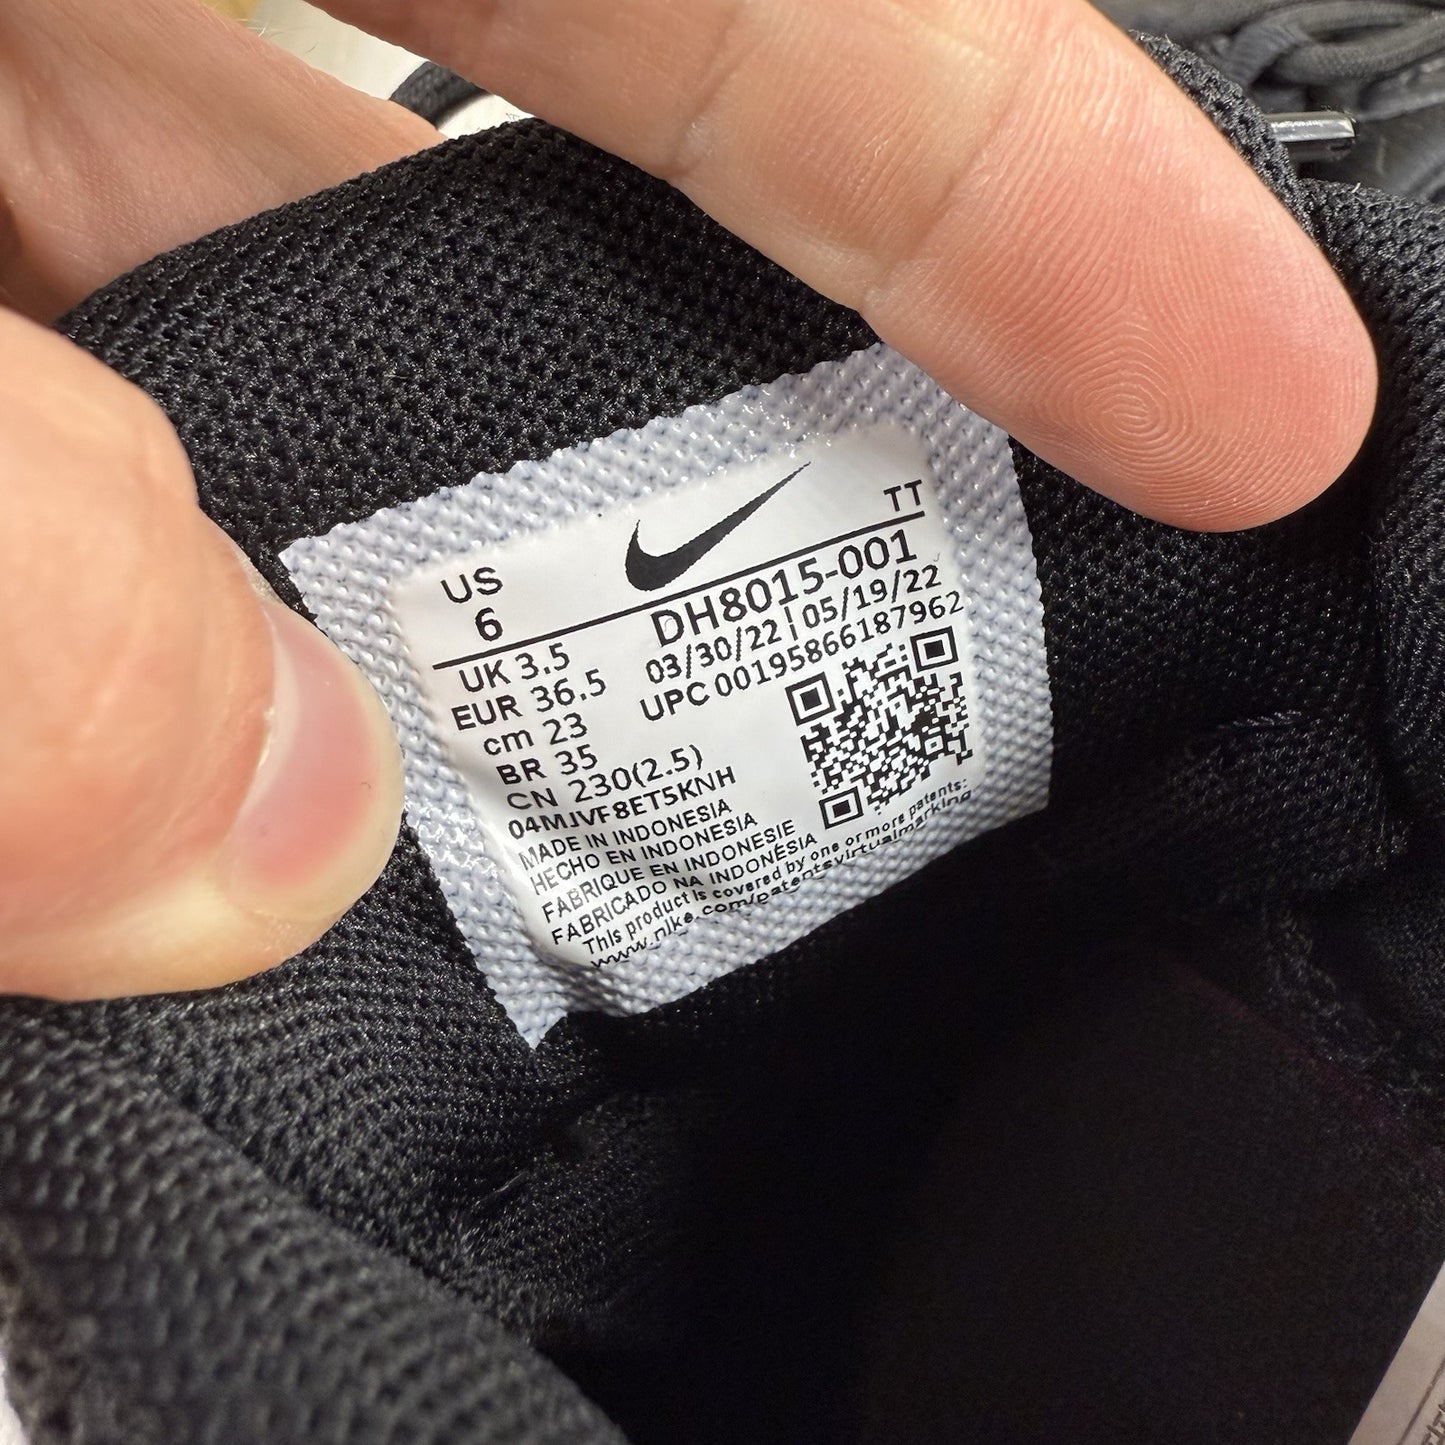 TT
US
6
DH8015-001
03/30/22 | 05/19/22
UPC 00195866187962
UK 3.5
EUR 36.5
cm 23
BR 35
CN 230(2.5)
04MJVF8ET5KNH
MADE IN INDONESIA
HECHO EN INDONESIA
FABRIQUE EN INDONESIE
FABRICADO NA INDONÉSIA
This product is covered by one or more patents:
www.nike.com/patentsvirtualmarking